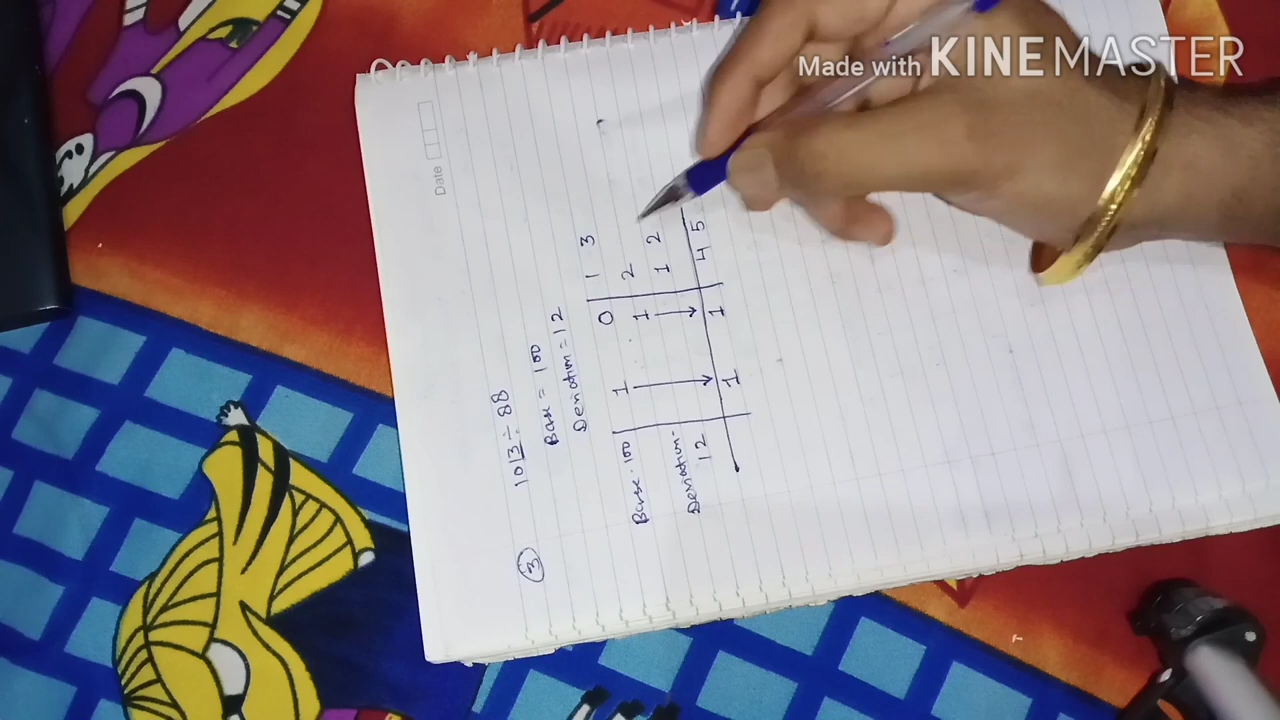 Made with KINEMASTER
Date
③ 1013 ÷ 88
Base = 100
Deviation = 12
Base - 100 1 0 1 3
1 2
Deviation - 1 2
12
1 1 4 5